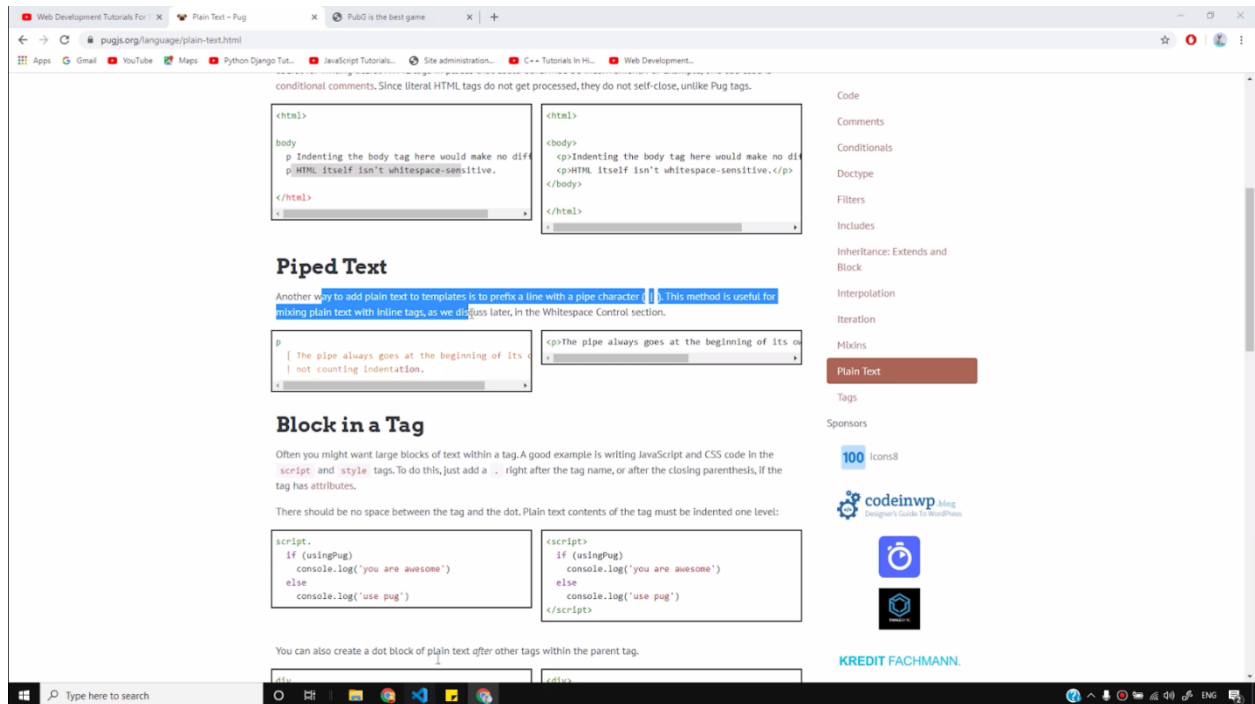 Web Development Tutorials For
Plain Text – Pug
PubG is the best game
pugjs.org/language/plain-text.html
Apps
Gmail
YouTube
Maps
Python Django Tut...
JavaScript Tutorials...
Site administration...
C++ Tutorials In Hi...
Web Development...
conditional comments. Since literal HTML tags do not get processed, they do not self-close, unlike Pug tags.
<html>
body
p Indenting the body tag here would make no diff
p HTML itself isn't whitespace-sensitive.
</html>
<html>
<body>
<p>Indenting the body tag here would make no dif
<p>HTML itself isn't whitespace-sensitive.</p>
</body>
</html>
Piped Text
Another way to add plain text to templates is to prefix a line with a pipe character ( | ). This method is useful for
mixing plain text with inline tags, as we discuss later, in the Whitespace Control section.
p
| The pipe always goes at the beginning of its o
| not counting indentation.
<p>The pipe always goes at the beginning of its ow
Block in a Tag
Often you might want large blocks of text within a tag. A good example is writing JavaScript and CSS code in the
script and style tags. To do this, just add a . right after the tag name, or after the closing parenthesis, if the
tag has attributes.
There should be no space between the tag and the dot. Plain text contents of the tag must be indented one level:
script.
if (usingPug)
console.log('you are awesome')
else
console.log('use pug')
<script>
if (usingPug)
console.log('you are awesome')
else
console.log('use pug')
</script>
You can also create a dot block of plain text after other tags within the parent tag.
div
<div>
Code
Comments
Conditionals
Doctype
Filters
Includes
Inheritance: Extends and
Block
Interpolation
Iteration
Mixins
Plain Text
Tags
Sponsors
100 Icons8
codeinwp.blog
Designer's Guide To WordPress
KREDIT FACHMANN.
Type here to search
ENG